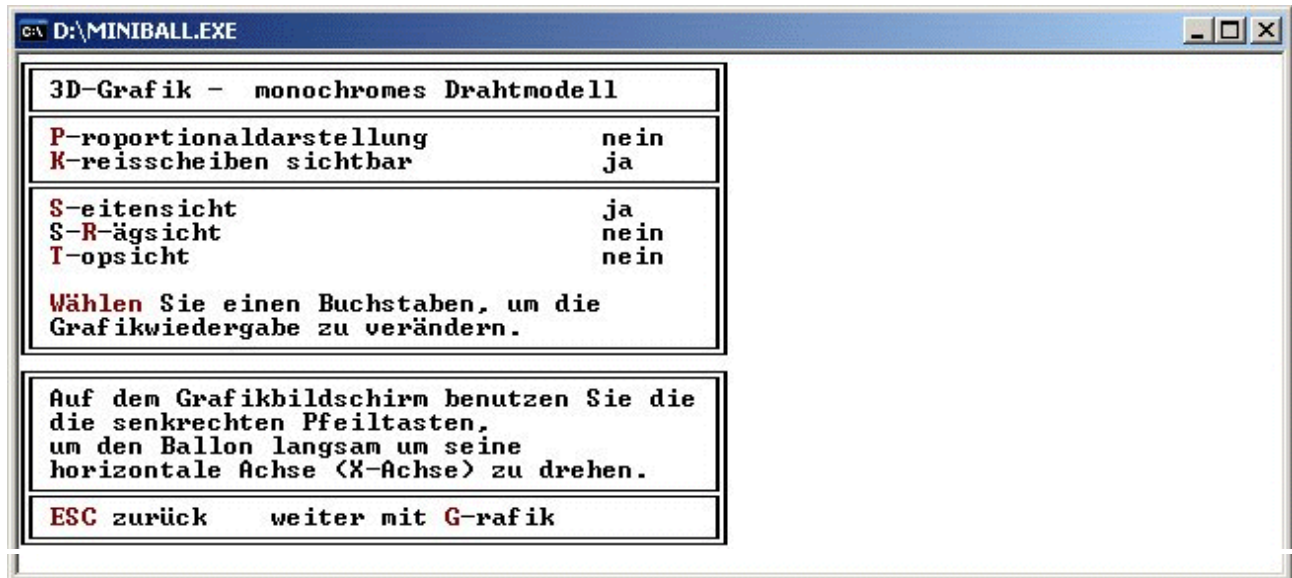 D:\MINIBALL.EXE
3D-Grafik - monochromes Drahtmodell
P-roportionaldarstellung nein
K-reisscheiben sichtbar ja
S-eitensicht ja
S-R-ägsicht nein
T-opsicht nein
Wählen Sie einen Buchstaben, um die
Grafikwiedergabe zu verändern.
Auf dem Grafikbildschirm benutzen Sie die
die senkrechten Pfeiltasten,
um den Ballon langsam um seine
horizontale Achse (X-Achse) zu drehen.
ESC zurück weiter mit G-rafik